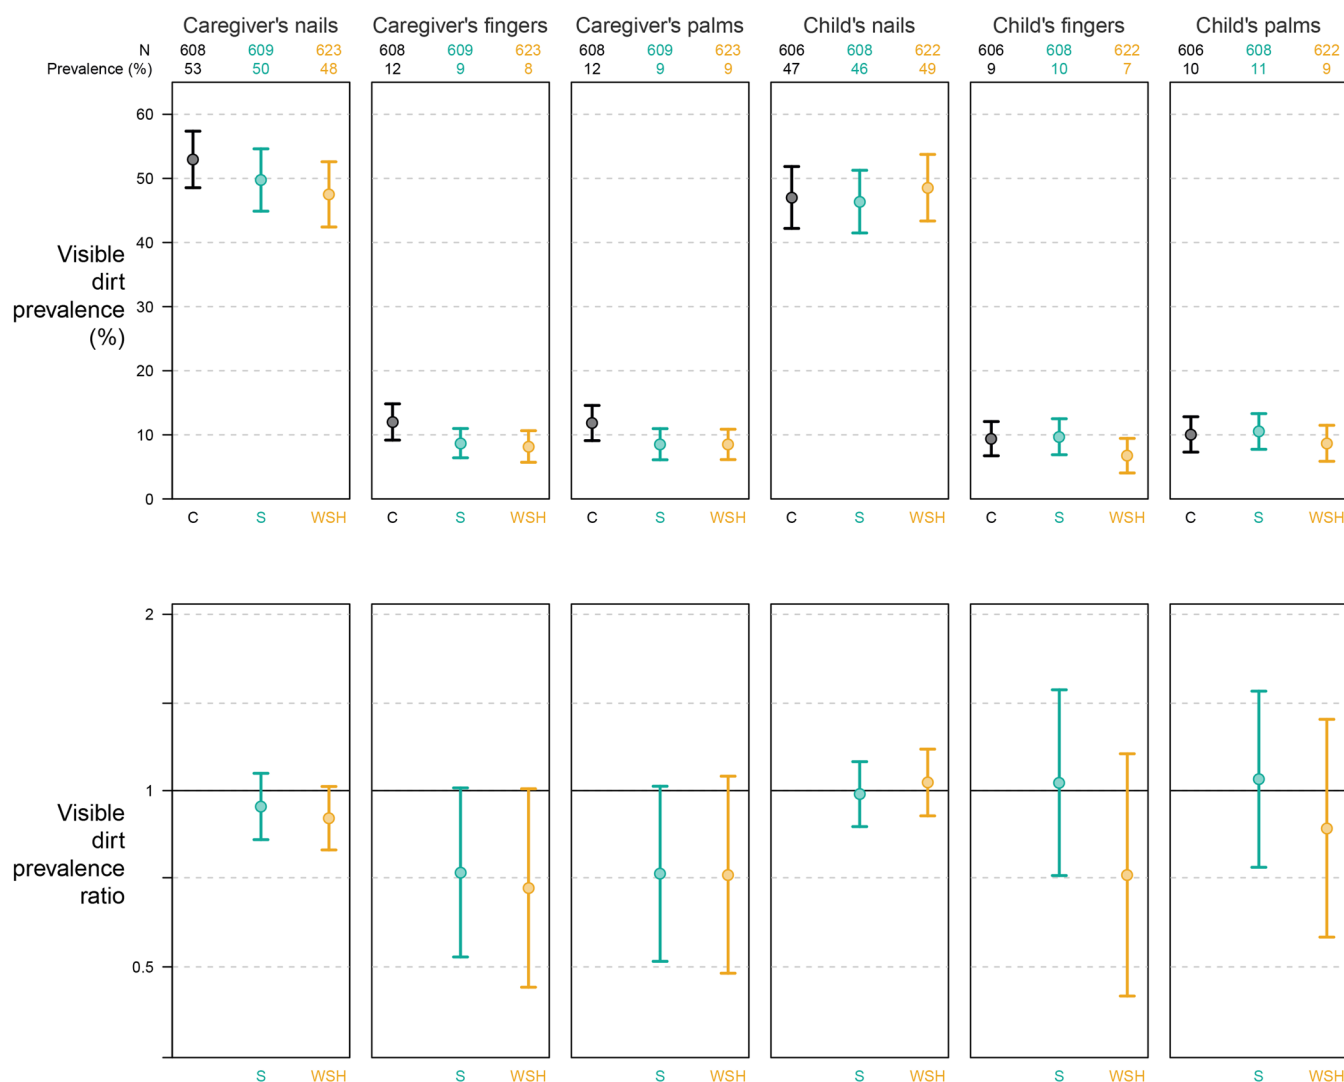 Caregiver's nails Caregiver's fingers Caregiver's palms Child's nails Child's fingers Child's palms
N 608 609 623 608 609 623 608 609 623 606 608 622 606 608 622 606 608 622
Prevalence (%) 53 50 48 12 9 8 12 9 9 47 46 49 9 10 7 10 11 9
60
50
40
30
20
10
0
Visible
dirt
prevalence
(%)
C S WSH C S WSH C S WSH C S WSH C S WSH C S WSH
2
1
0.5
Visible
dirt
prevalence
ratio
S WSH S WSH S WSH S WSH S WSH S WSH